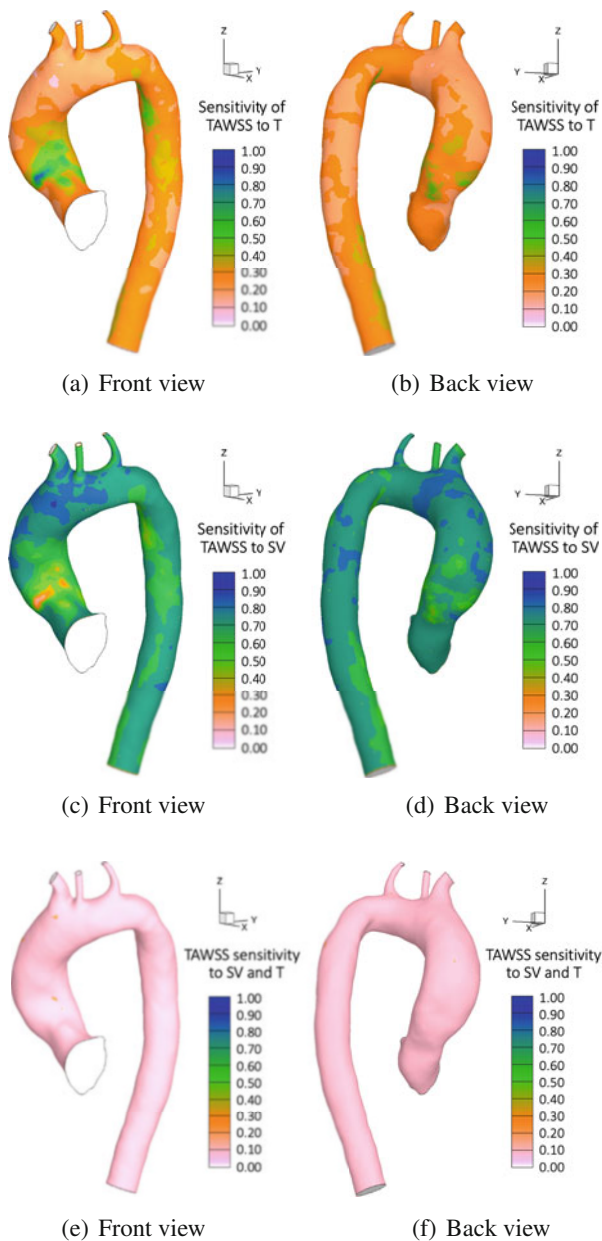 Z
Y
X
Sensitivity of
TAWSS to T
1.00
0.90
0.80
0.70
0.60
0.50
0.40
0.30
0.20
0.10
0.00
(a) Front view
Z
Y
X
Sensitivity of
TAWSS to T
1.00
0.90
0.80
0.70
0.60
0.50
0.40
0.30
0.20
0.10
0.00
(b) Back view
Z
Y
X
Sensitivity of
TAWSS to SV
1.00
0.90
0.80
0.70
0.60
0.50
0.40
0.30
0.20
0.10
0.00
(c) Front view
Z
Y
X
Sensitivity of
TAWSS to SV
1.00
0.90
0.80
0.70
0.60
0.50
0.40
0.30
0.20
0.10
0.00
(d) Back view
Z
Y
X
TAWSS sensitivity
to SV and T
1.00
0.90
0.80
0.70
0.60
0.50
0.40
0.30
0.20
0.10
0.00
(e) Front view
Z
Y
X
TAWSS sensitivity
to SV and T
1.00
0.90
0.80
0.70
0.60
0.50
0.40
0.30
0.20
0.10
0.00
(f) Back view